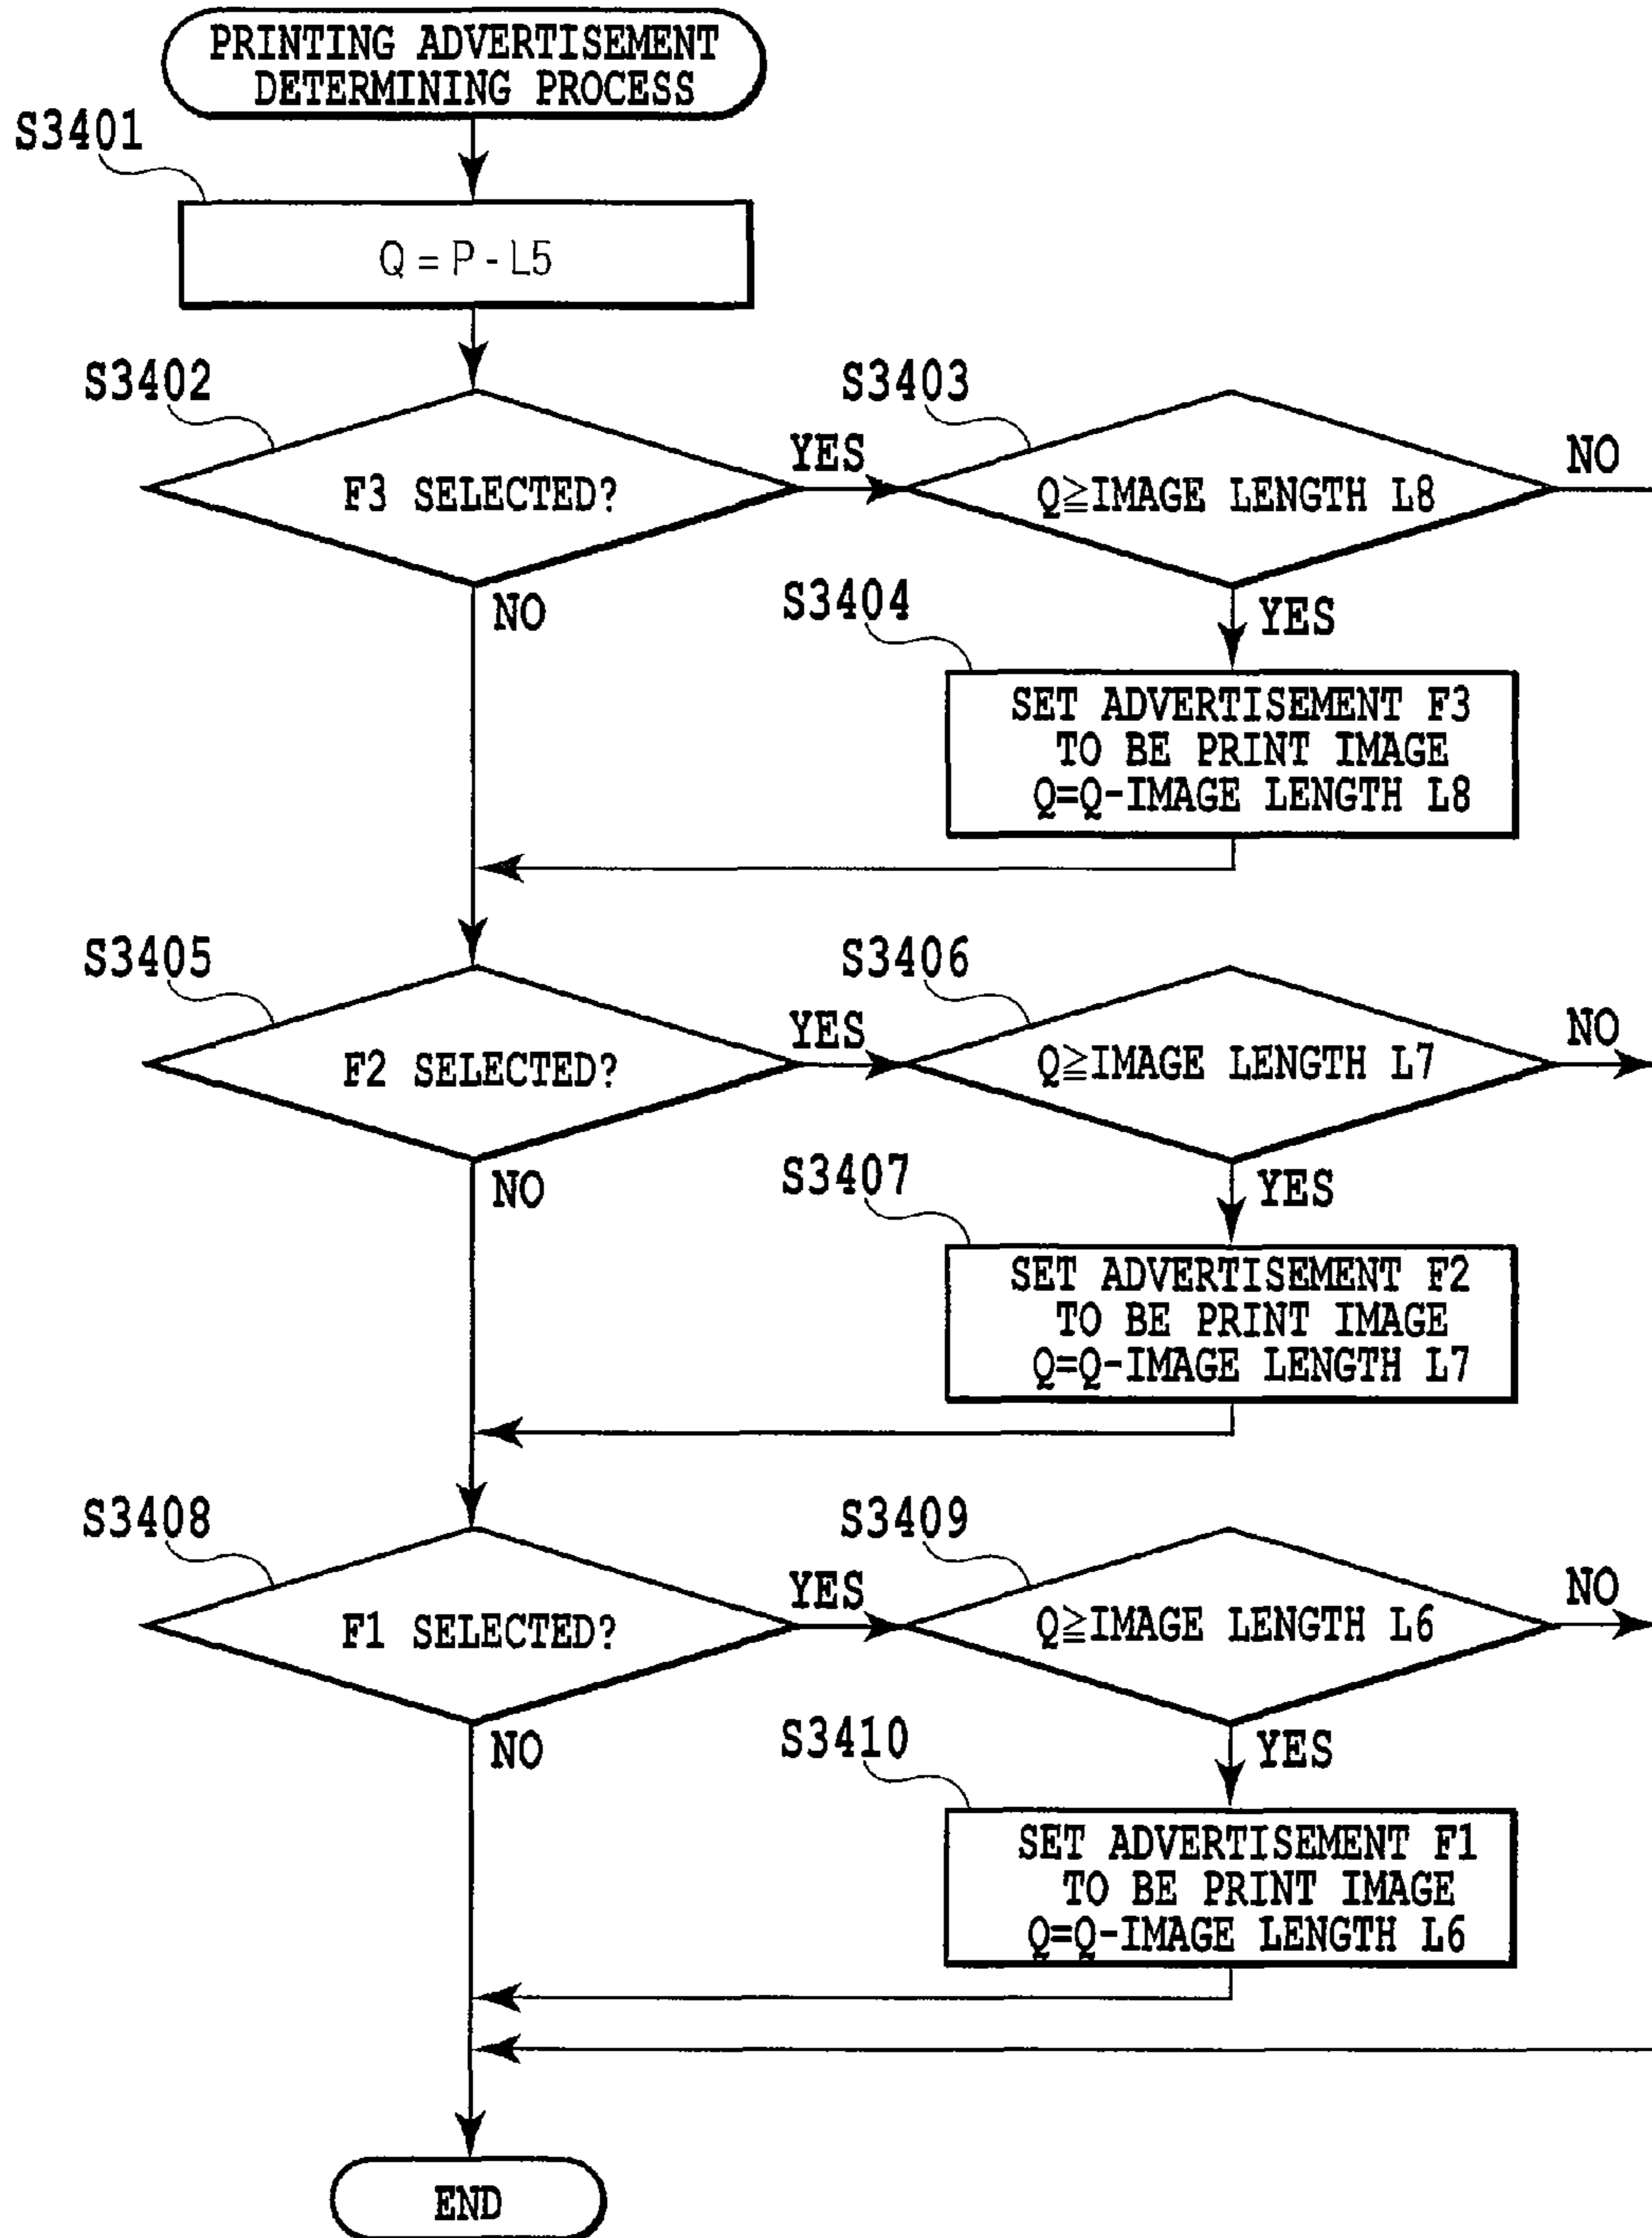 PRINTING ADVERTISEMENT
DETERMINING PROCESS
S3401
Q = P - L5
S3402
F3 SELECTED?
YES
NO
S3403
Q≧IMAGE LENGTH L8
NO
YES
S3404
SET ADVERTISEMENT F3
TO BE PRINT IMAGE
Q=Q-IMAGE LENGTH L8
S3405
F2 SELECTED?
YES
NO
S3406
Q≧IMAGE LENGTH L7
NO
YES
S3407
SET ADVERTISEMENT F2
TO BE PRINT IMAGE
Q=Q-IMAGE LENGTH L7
S3408
F1 SELECTED?
YES
NO
S3409
Q≧IMAGE LENGTH L6
NO
YES
S3410
SET ADVERTISEMENT F1
TO BE PRINT IMAGE
Q=Q-IMAGE LENGTH L6
END